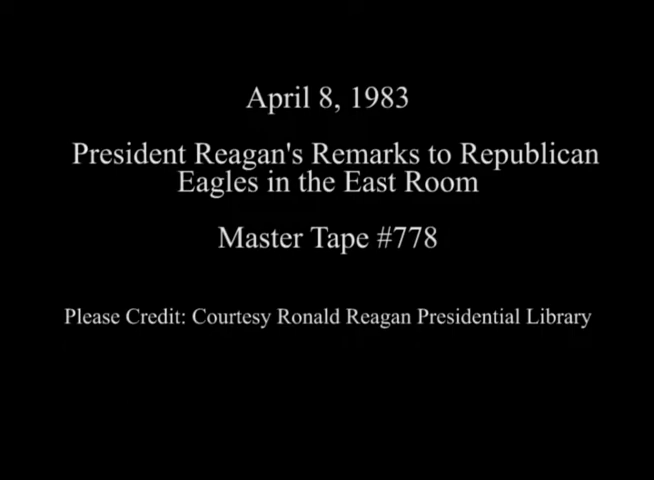 April 8, 1983
President Reagan's Remarks to Republican
Eagles in the East Room
Master Tape #778
Please Credit: Courtesy Ronald Reagan Presidential Library